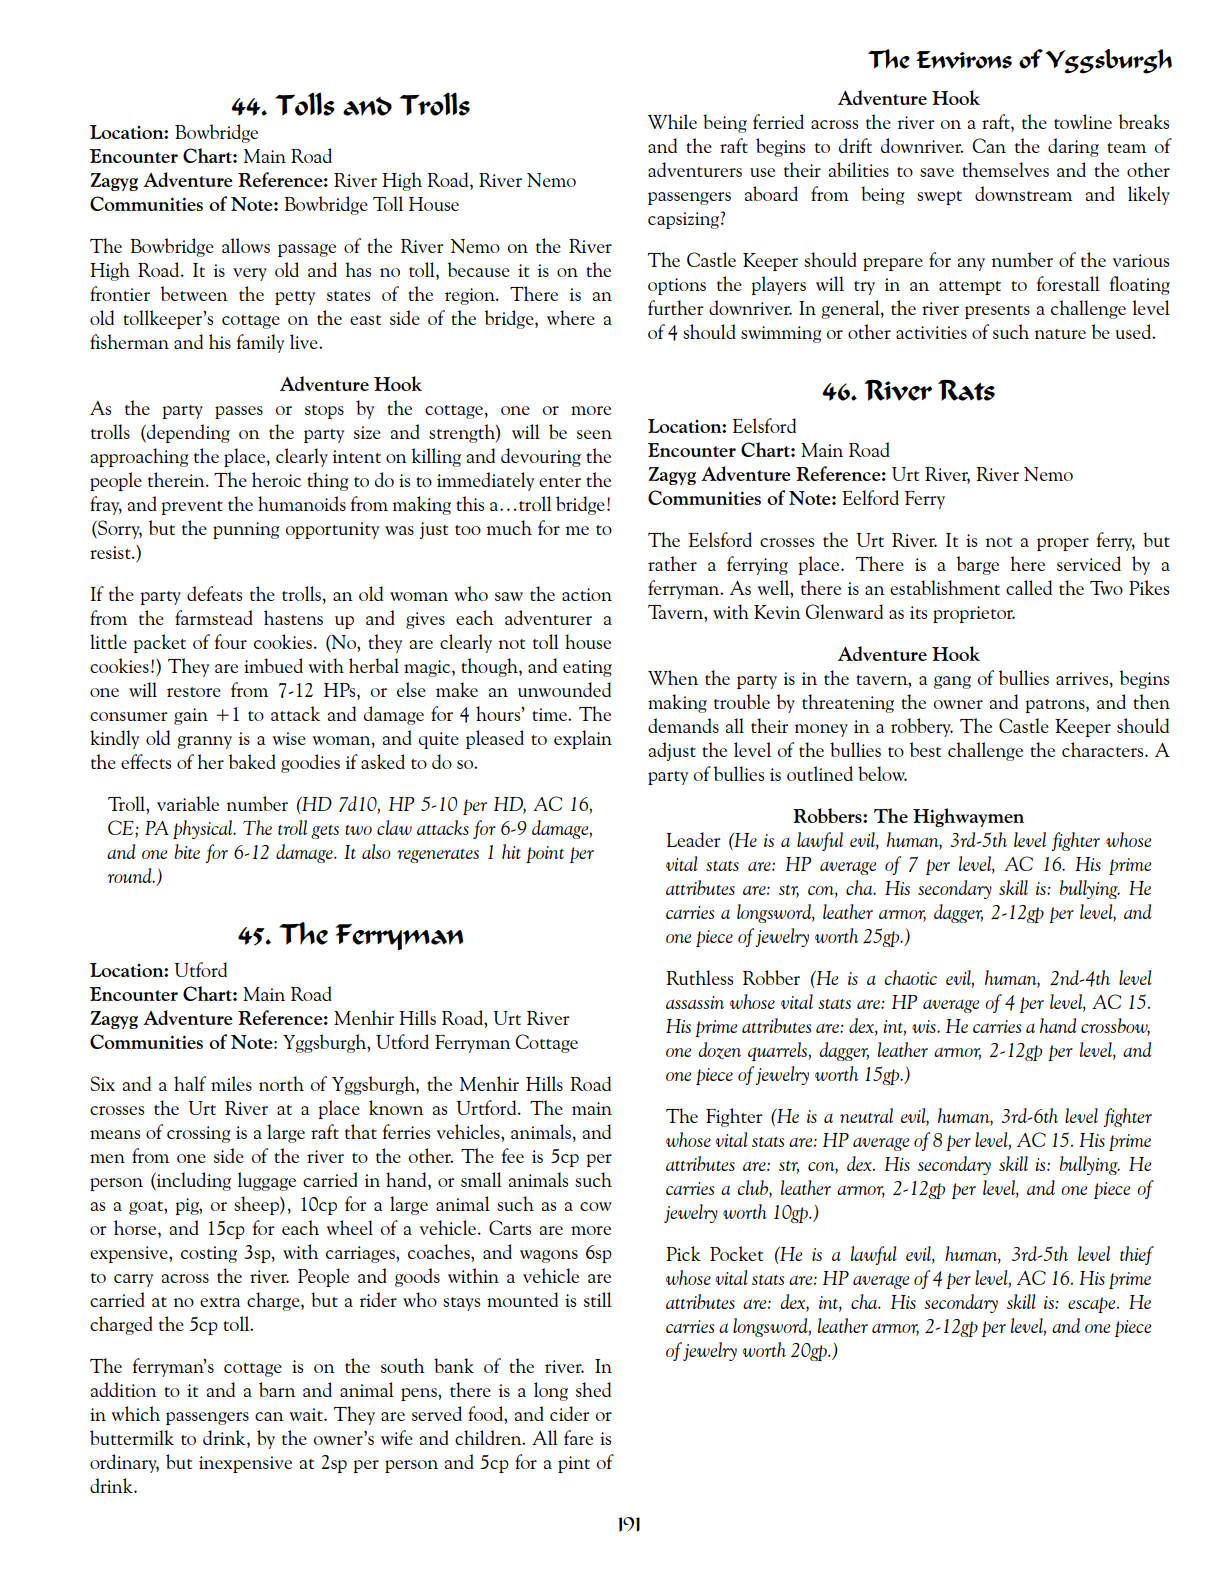 The Environs of Yggsburgh
44. Tolls and Trolls
Location: Bowbridge
Encounter Chart: Main Road
Zagyg Adventure Reference: River High Road, River Nemo
Communities of Note: Bowbridge Toll House
The Bowbridge allows passage of the River Nemo on the River
High Road. It is very old and has no toll, because it is on the
frontier between the petty states of the region. There is an
old tollkeeper's cottage on the east side of the bridge, where a
fisherman and his family live.
Adventure Hook
As the party passes or stops by the cottage, one or more
trolls (depending on the party size and strength) will be seen
approaching the place, clearly intent on killing and devouring the
people therein. The heroic thing to do is to immediately enter the
fray, and prevent the humanoids from making this a…troll bridge!
(Sorry, but the punning opportunity was just too much for me to
resist.)
If the party defeats the trolls, an old woman who saw the action
from the farmstead hastens up and gives each adventurer a
little packet of four cookies. (No, they are clearly not toll house
cookies!) They are imbued with herbal magic, though, and eating
one will restore from 7-12 HPs, or else make an unwounded
consumer gain +1 to attack and damage for 4 hours' time. The
kindly old granny is a wise woman, and quite pleased to explain
the effects of her baked goodies if asked to do so.
Troll, variable number (HD 7d10, HP 5-10 per HD, AC 16,
CE; PA physical. The troll gets two claw attacks for 6-9 damage,
and one bite for 6-12 damage. It also regenerates 1 hit point per
round.)
45. The Ferryman
Location: Utford
Encounter Chart: Main Road
Zagyg Adventure Reference: Menhir Hills Road, Urt River
Communities of Note: Yggsburgh, Utford Ferryman Cottage
Six and a half miles north of Yggsburgh, the Menhir Hills Road
crosses the Urt River at a place known as Urtford. The main
means of crossing is a large raft that ferries vehicles, animals, and
men from one side of the river to the other. The fee is 5cp per
person (including luggage carried in hand, or small animals such
as a goat, pig, or sheep), 10cp for a large animal such as a cow
or horse, and 15cp for each wheel of a vehicle. Carts are more
expensive, costing 3sp, with carriages, coaches, and wagons 6sp
to carry across the river. People and goods within a vehicle are
carried at no extra charge, but a rider who stays mounted is still
charged the 5cp toll.
The ferryman's cottage is on the south bank of the river. In
addition to it and a barn and animal pens, there is a long shed
in which passengers can wait. They are served food, and cider or
buttermilk to drink, by the owner's wife and children. All fare is
ordinary, but inexpensive at 2sp per person and 5cp for a pint of
drink.
Adventure Hook
While being ferried across the river on a raft, the towline breaks
and the raft begins to drift downriver. Can the daring team of
adventurers use their abilities to save themselves and the other
passengers aboard from being swept downstream and likely
capsizing?
The Castle Keeper should prepare for any number of the various
options the players will try in an attempt to forestall floating
further downriver. In general, the river presents a challenge level
of 4 should swimming or other activities of such nature be used.
46. River Rats
Location: Eelsford
Encounter Chart: Main Road
Zagyg Adventure Reference: Urt River, River Nemo
Communities of Note: Eelford Ferry
The Eelsford crosses the Urt River. It is not a proper ferry, but
rather a ferrying place. There is a barge here serviced by a
ferryman. As well, there is an establishment called the Two Pikes
Tavern, with Kevin Glenward as its proprietor.
Adventure Hook
When the party is in the tavern, a gang of bullies arrives, begins
making trouble by threatening the owner and patrons, and then
demands all their money in a robbery. The Castle Keeper should
adjust the level of the bullies to best challenge the characters. A
party of bullies is outlined below.
Robbers: The Highwaymen
Leader (He is a lawful evil, human, 3rd-5th level fighter whose
vital stats are: HP average of 7 per level, AC 16. His prime
attributes are: str, con, cha. His secondary skill is: bullying. He
carries a longsword, leather armor, dagger, 2-12gp per level, and
one piece of jewelry worth 25gp.)
Ruthless Robber (He is a chaotic evil, human, 2nd-4th level
assassin whose vital stats are: HP average of 4 per level, AC 15.
His prime attributes are: dex, int, wis. He carries a hand crossbow,
one dozen quarrels, dagger, leather armor, 2-12gp per level, and
one piece of jewelry worth 15gp.)
The Fighter (He is a neutral evil, human, 3rd-6th level fighter
whose vital stats are: HP average of 8 per level, AC 15. His prime
attributes are: str, con, dex. His secondary skill is: bullying. He
carries a club, leather armor, 2-12gp per level, and one piece of
jewelry worth 10gp.)
Pick Pocket (He is a lawful evil, human, 3rd-5th level thief
whose vital stats are: HP average of 4 per level, AC 16. His prime
attributes are: dex, int, cha. His secondary skill is: escape. He
carries a longsword, leather armor, 2-12gp per level, and one piece
of jewelry worth 20gp.)
191